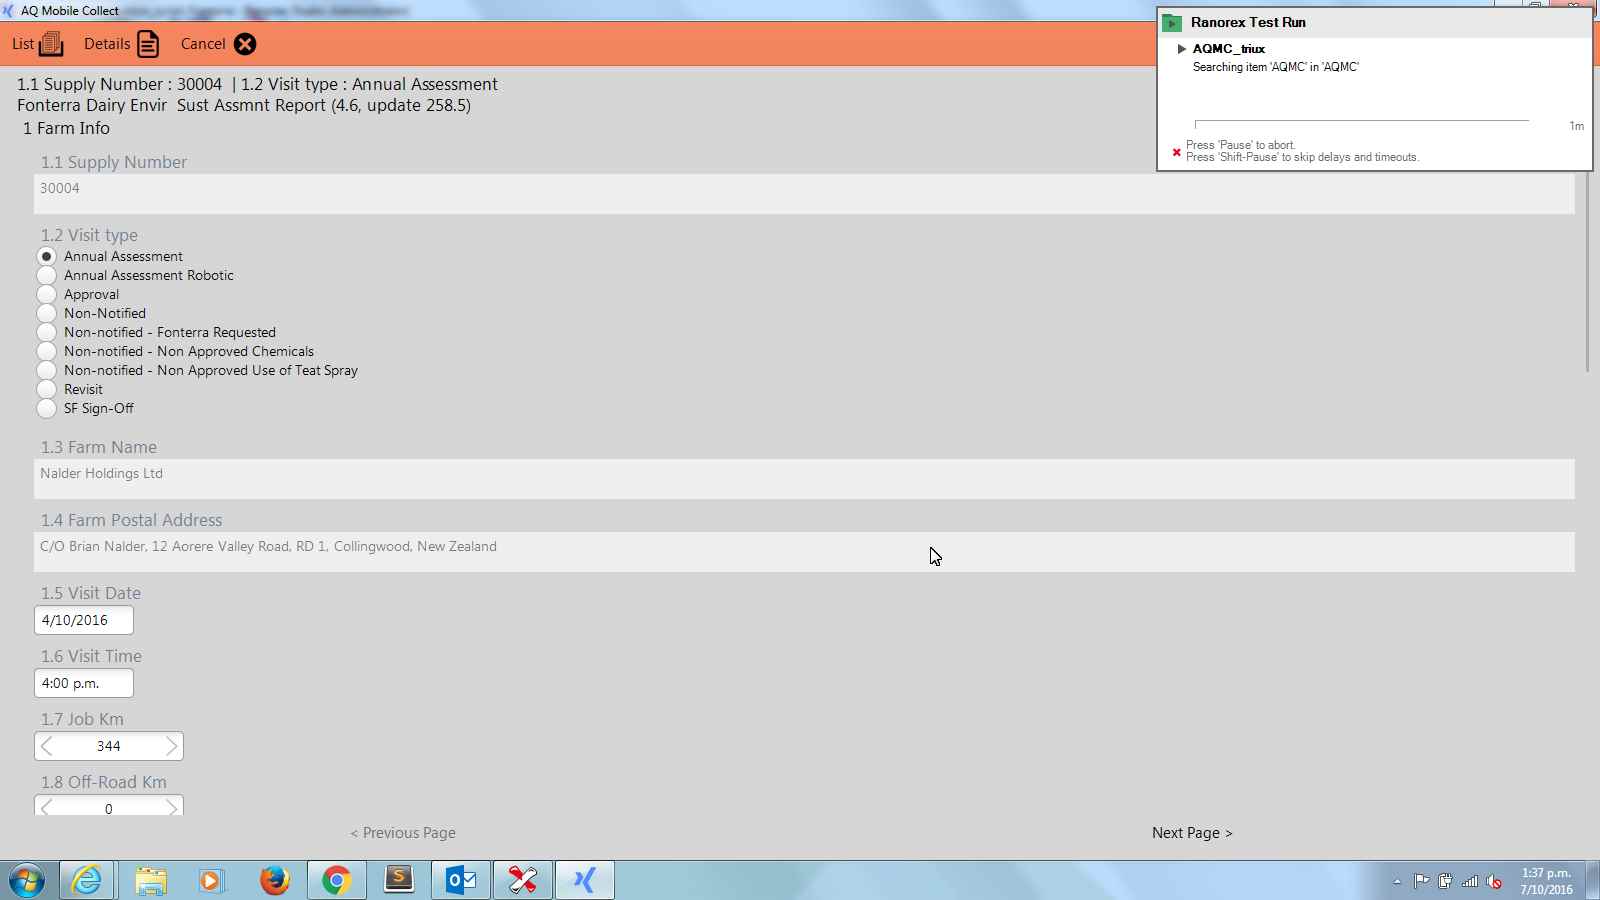 AQ Mobile Collect
List
Details
Cancel
Ranorex Test Run
AQMC_triux
Searching item 'AQMC' in 'AQMC'
1m
Press 'Pause' to abort.
Press 'Shift-Pause' to skip delays and timeouts.
1.1 Supply Number : 30004 | 1.2 Visit type : Annual Assessment
Fonterra Dairy Envir Sust Assmnt Report (4.6, update 258.5)
1 Farm Info
1.1 Supply Number
30004
1.2 Visit type
Annual Assessment
Annual Assessment Robotic
Approval
Non-Notified
Non-notified - Fonterra Requested
Non-notified - Non Approved Chemicals
Non-notified - Non Approved Use of Teat Spray
Revisit
SF Sign-Off
1.3 Farm Name
Nalder Holdings Ltd
1.4 Farm Postal Address
C/O Brian Nalder, 12 Aorere Valley Road, RD 1, Collingwood, New Zealand
1.5 Visit Date
4/10/2016
1.6 Visit Time
4:00 p.m.
1.7 Job Km
344
1.8 Off-Road Km
0
< Previous Page
Next Page >
1:37 p.m.
7/10/2016